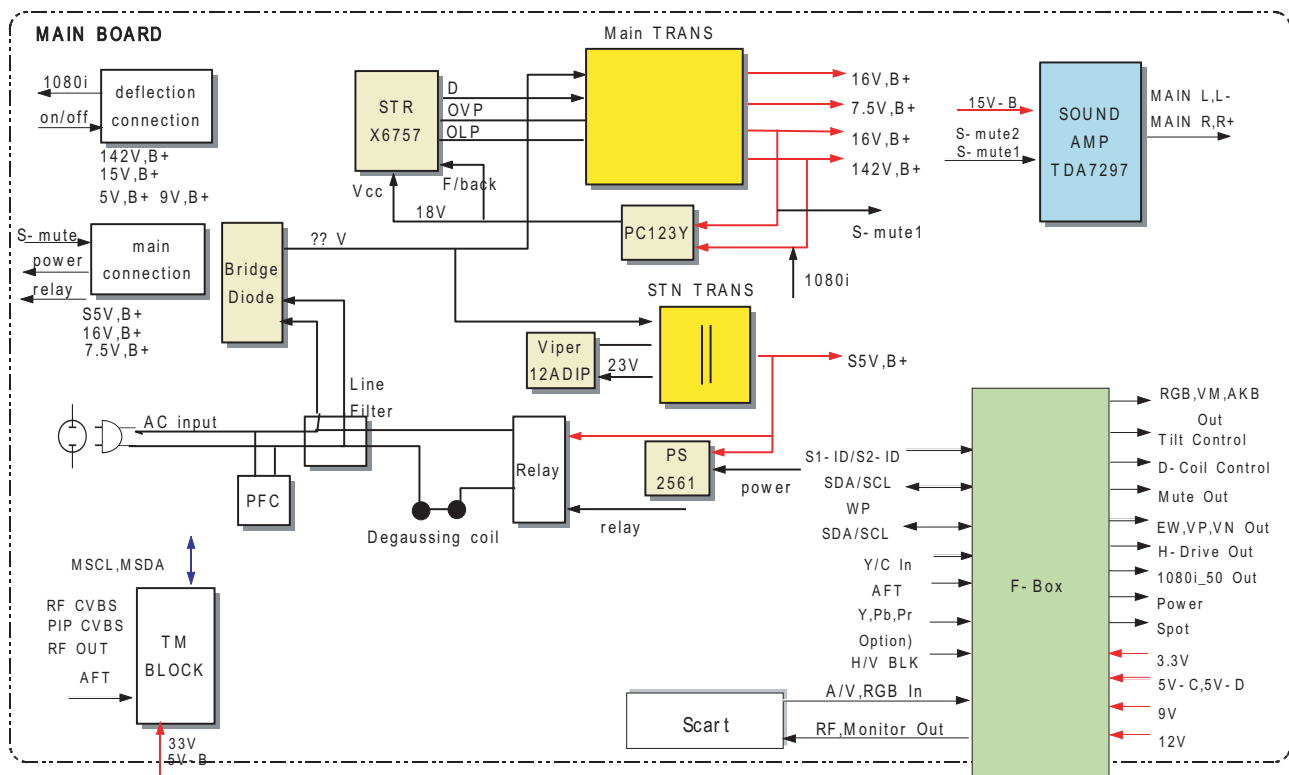 MAIN BOARD
1080i
on/off
deflection
connection
142V,B+
15V,B+
5V,B+ 9V,B+
S-mute
power
relay
main
connection
S5V,B+
16V,B+
7.5V,B+
STR
X6757
D
OVP
OLP
Vcc
F/back
18V
Main TRANS
16V,B+
7.5V,B+
16V,B+
142V,B+
PC123Y
S-mute1
1080i
15V-B
S-mute2
S-mute1
SOUND
AMP
TDA7297
MAIN L,L-
MAIN R,R+
Bridge
Diode
?? V
STN TRANS
Viper
12ADIP
23V
S5V,B+
Line
Filter
AC input
PFC
Degaussing coil
Relay
relay
PS
2561
power
MSCL,MSDA
RF CVBS
PIP CVBS
RF OUT
AFT
TM
BLOCK
33V
5V-B
S1-ID/S2-ID
SDA/SCL
WP
SDA/SCL
Y/C In
AFT
Y,Pb,Pr
Option)
H/V BLK
A/V,RGB In
RF,Monitor Out
Scart
F-Box
RGB,VM,AKB
Out
Tilt Control
D-Coil Control
Mute Out
EW,VP,VN Out
H-Drive Out
1080i_50 Out
Power
Spot
3.3V
5V-C,5V-D
9V
12V